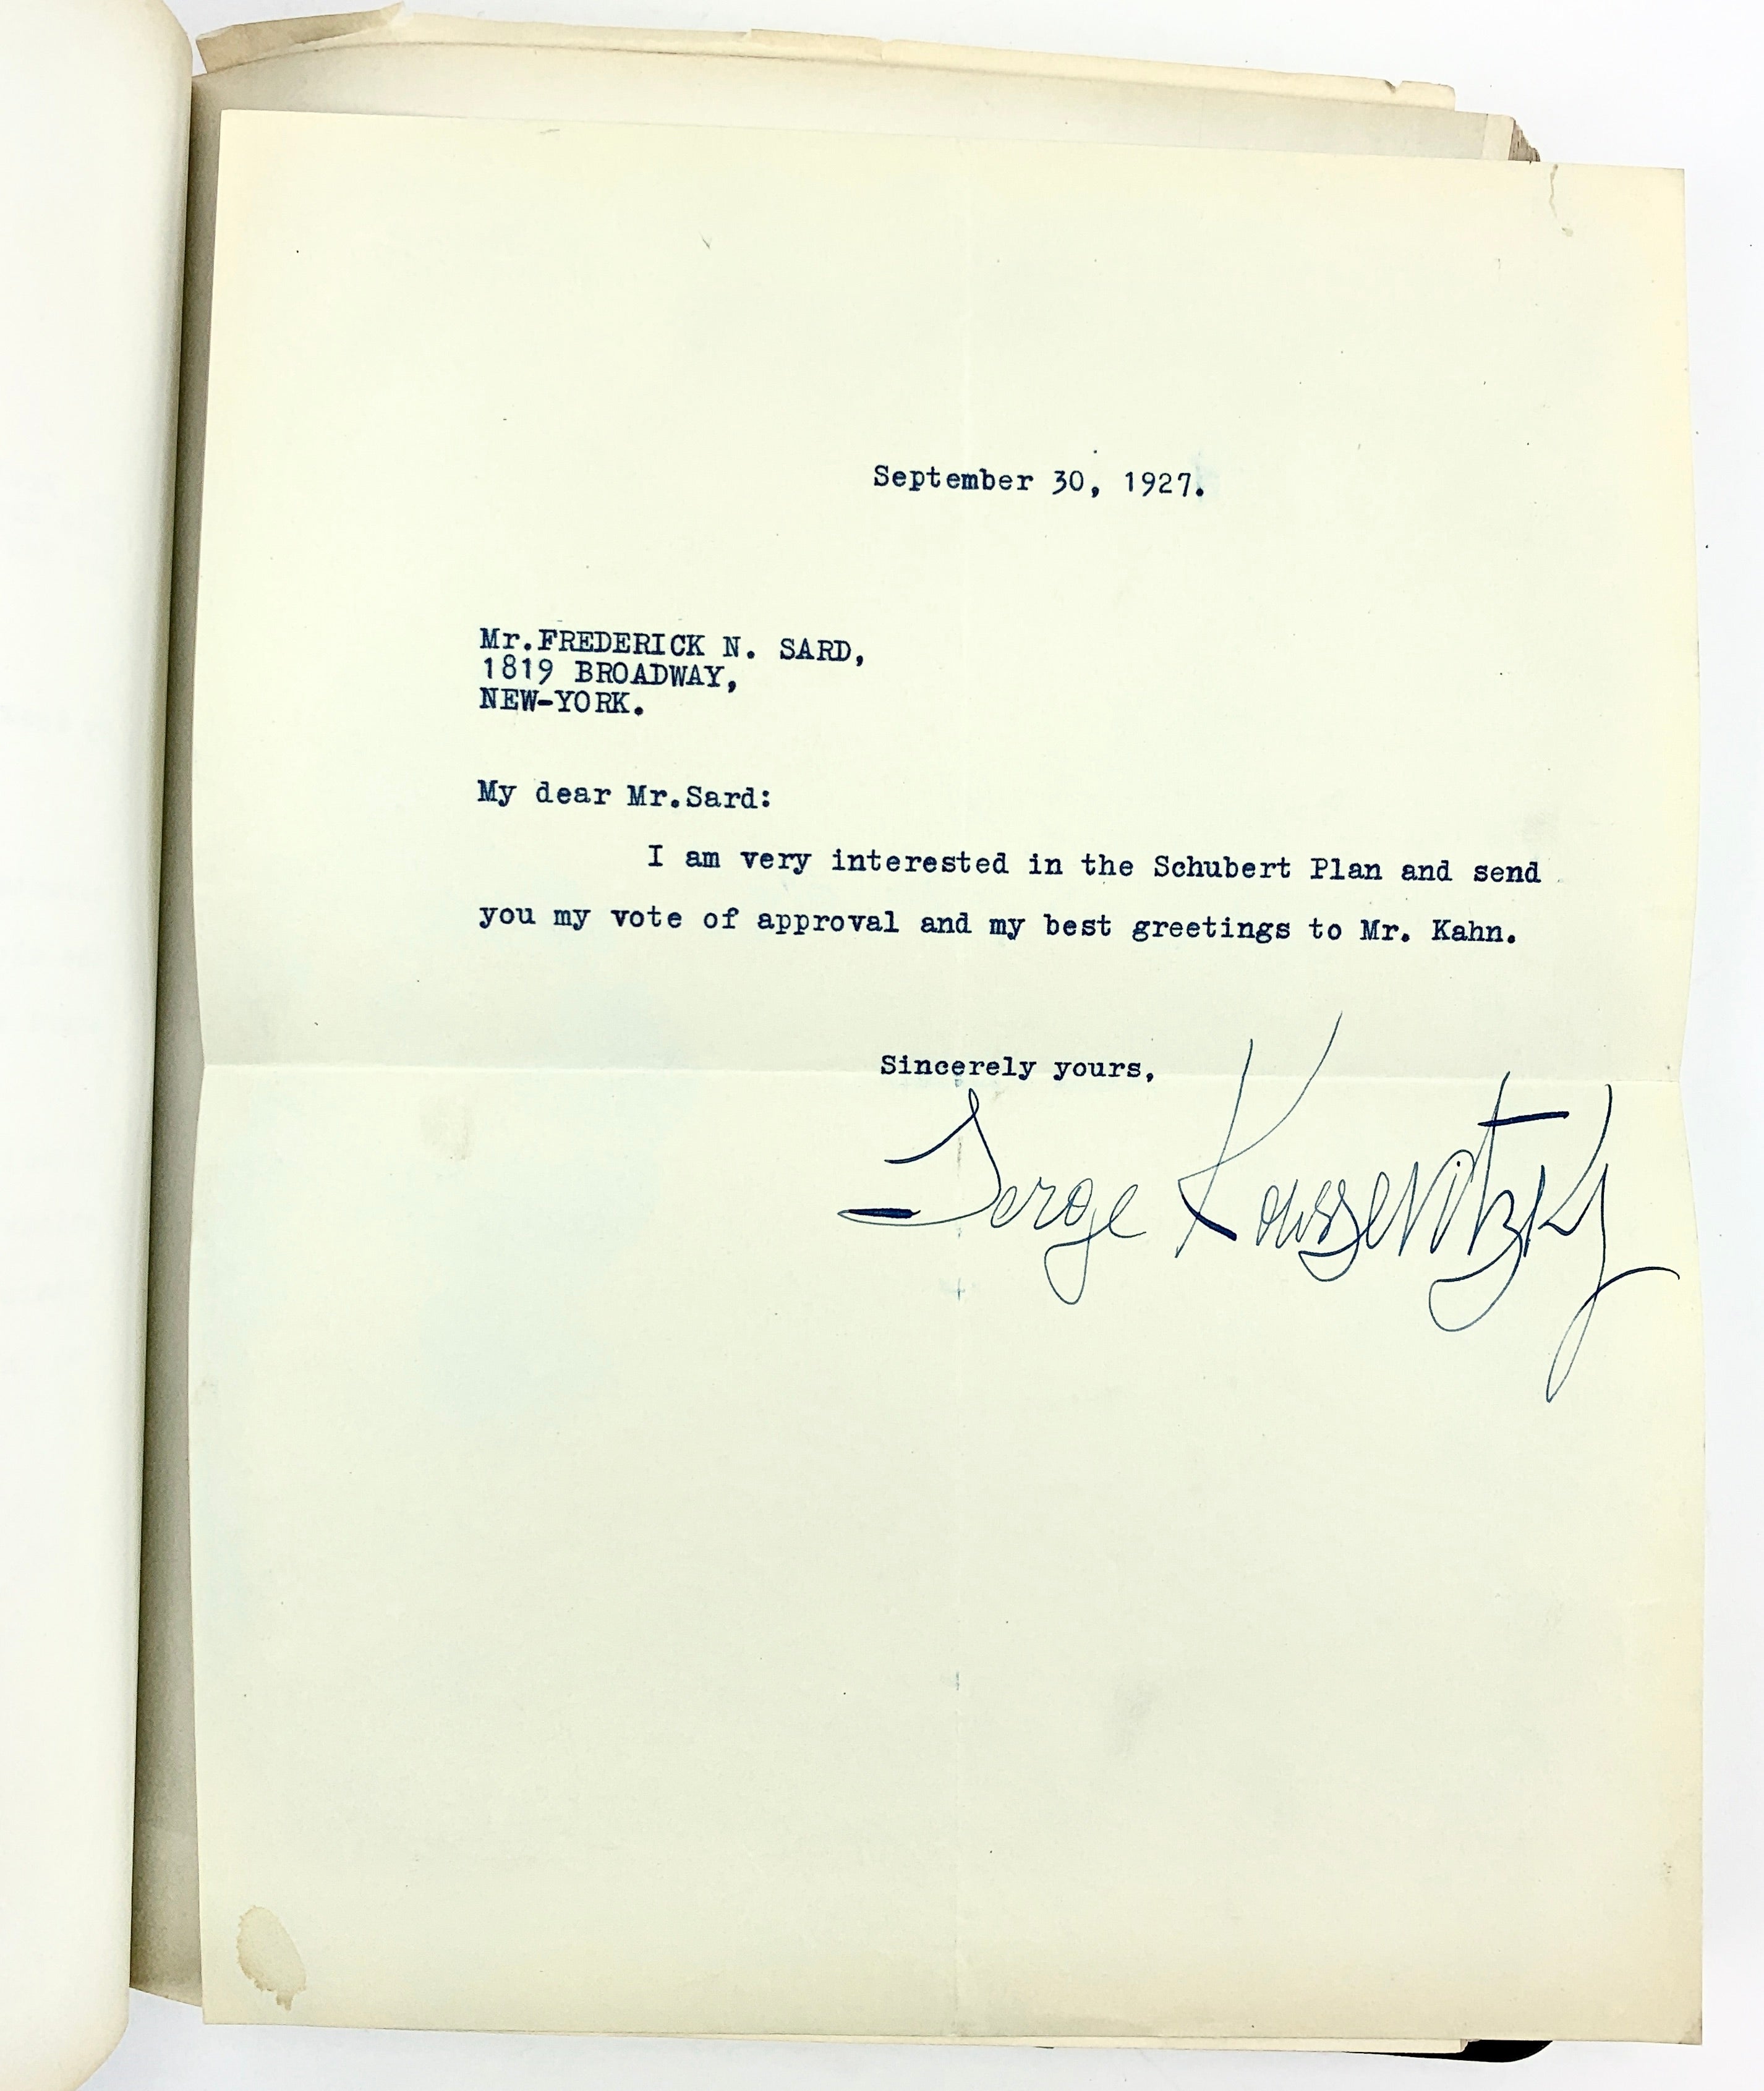 September 30, 1927.
Mr.FREDERICK N. SARD,
1819 BROADWAY,
NEW-YORK.
My dear Mr.Sard:
I am very interested in the Schubert Plan and send
you my vote of approval and my best greetings to Mr. Kahn.
Sincerely yours,
Serge Koussevitzky